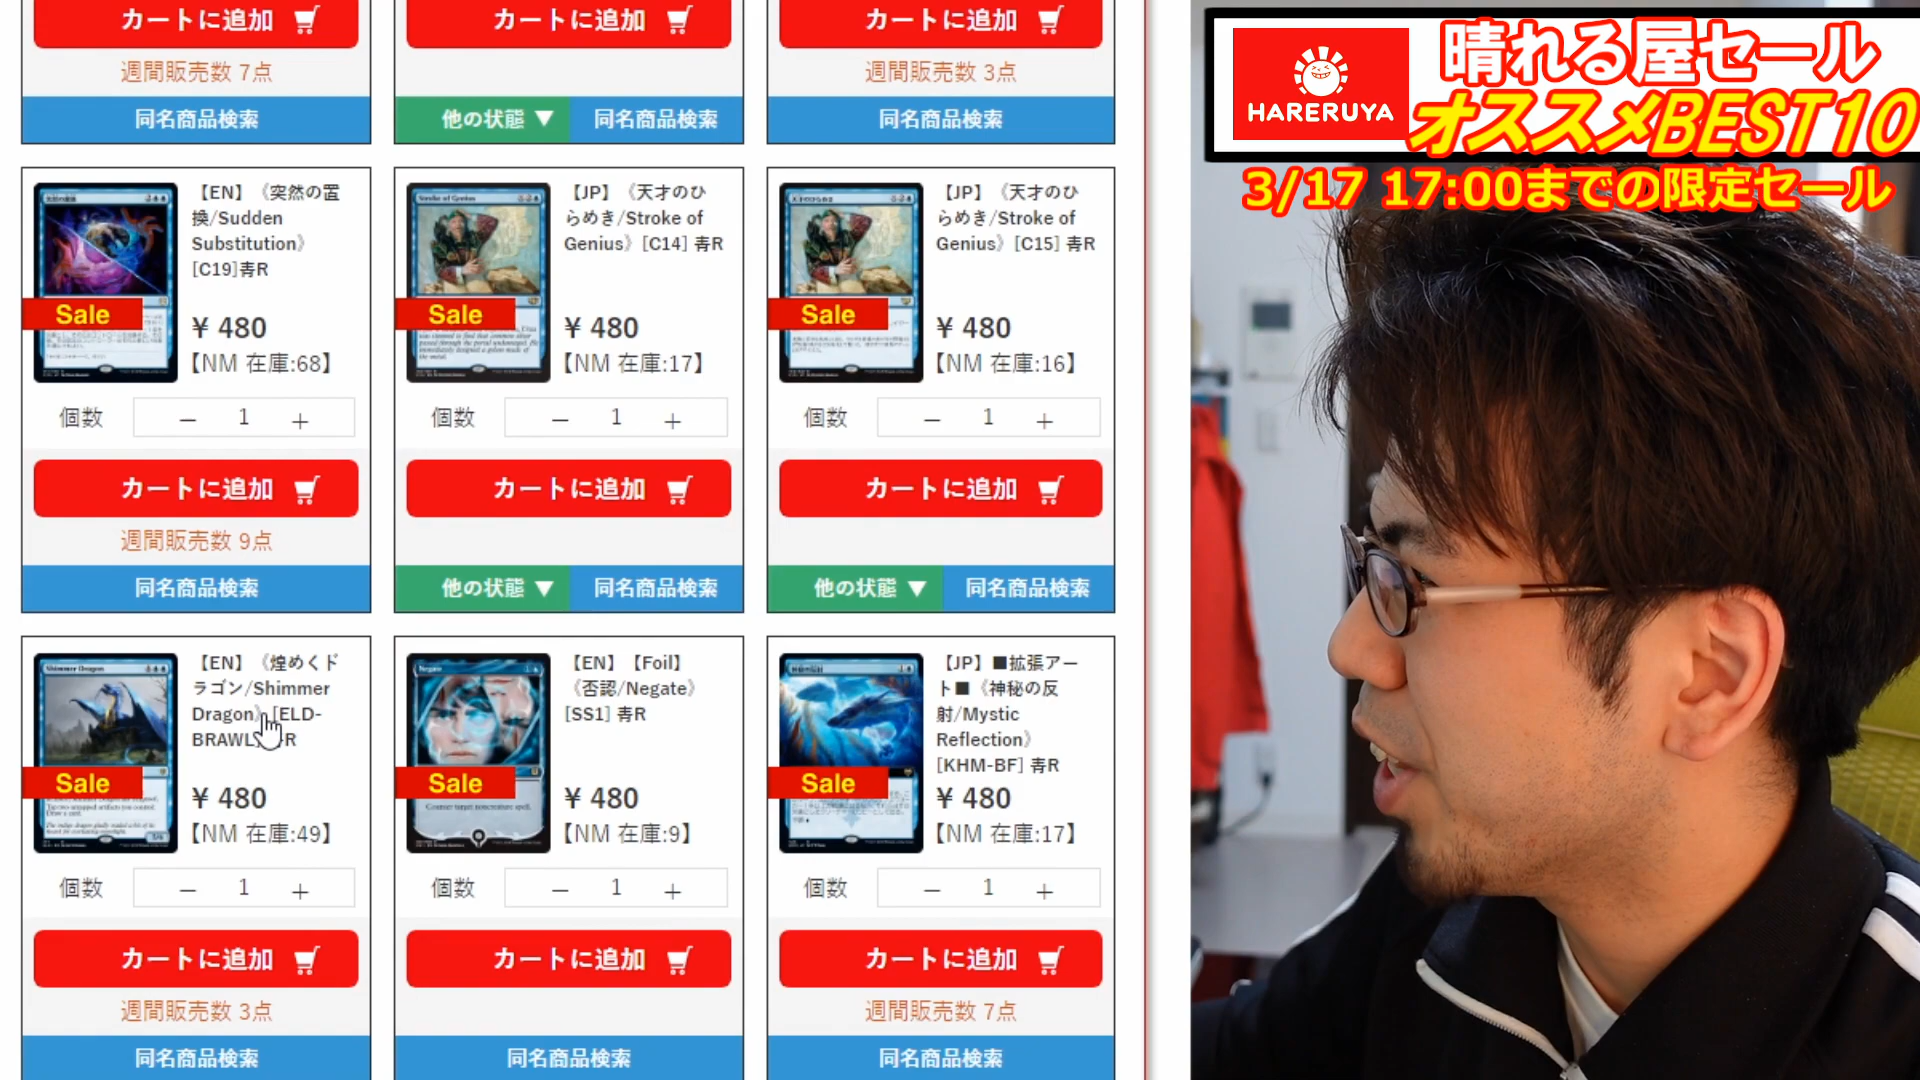 カートに追加
週間販売数 7点
同名商品検索
カートに追加
他の状態 ▼
同名商品検索
カートに追加
週間販売数 3点
同名商品検索
【EN】《突然の置
換/Sudden
Substitution》
[C19]青R
Sale
¥ 480
【NM 在庫:68】
個数
− 1 +
カートに追加
週間販売数 9点
同名商品検索
Stroke of Genius
【JP】《天才のひ
らめき/Stroke of
Genius》[C14] 青R
Sale
¥ 480
【NM 在庫:17】
個数
− 1 +
カートに追加
他の状態 ▼
同名商品検索
【JP】《天才のひ
らめき/Stroke of
Genius》[C15] 青R
Sale
¥ 480
【NM 在庫:16】
個数
− 1 +
カートに追加
他の状態 ▼
同名商品検索
Shimmer Dragon
【EN】《煌めくド
ラゴン/Shimmer
Dragon》[ELD-
BRAWL]
R
Sale
¥ 480
【NM 在庫:49】
個数
− 1 +
カートに追加
週間販売数 3点
同名商品検索
Negate
Counter target noncreature spell.
【EN】【Foil】
《否認/Negate》
[SS1] 青R
Sale
¥ 480
【NM 在庫:9】
個数
− 1 +
カートに追加
同名商品検索
【JP】■拡張アー
ト■《神秘の反
射/Mystic
Reflection》
[KHM-BF] 青R
Sale
¥ 480
【NM 在庫:17】
個数
− 1 +
カートに追加
週間販売数 7点
同名商品検索
HARERUYA
晴れる屋セール
オススメBEST10
3/17 17:00までの限定セール